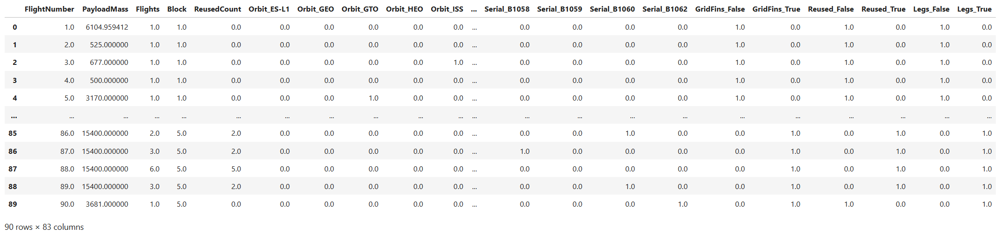 FlightNumber PayloadMass Flights Block ReusedCount Orbit_ES-L1 Orbit_GEO Orbit_GTO Orbit_HEO Orbit_ISS ... Serial_B1058 Serial_B1059 Serial_B1060 Serial_B1062 GridFins_False GridFins_True Reused_False Reused_True Legs_False Legs_True
0 1.0 6104.959412 1.0 1.0 0.0 0.0 0.0 0.0 0.0 0.0 ... 0.0 0.0 0.0 0.0 1.0 0.0 1.0 0.0 1.0 0.0
1 2.0 525.000000 1.0 1.0 0.0 0.0 0.0 0.0 0.0 0.0 ... 0.0 0.0 0.0 0.0 1.0 0.0 1.0 0.0 1.0 0.0
2 3.0 677.000000 1.0 1.0 0.0 0.0 0.0 0.0 0.0 1.0 ... 0.0 0.0 0.0 0.0 1.0 0.0 1.0 0.0 1.0 0.0
3 4.0 500.000000 1.0 1.0 0.0 0.0 0.0 0.0 0.0 0.0 ... 0.0 0.0 0.0 0.0 1.0 0.0 1.0 0.0 1.0 0.0
4 5.0 3170.000000 1.0 1.0 0.0 0.0 0.0 1.0 0.0 0.0 ... 0.0 0.0 0.0 0.0 1.0 0.0 1.0 0.0 1.0 0.0
... ... ... ... ... ... ... ... ... ... ... ... ... ... ... ... ... ... ... ... ... ...
85 86.0 15400.000000 2.0 5.0 2.0 0.0 0.0 0.0 0.0 0.0 ... 0.0 0.0 1.0 0.0 0.0 1.0 0.0 1.0 0.0 1.0
86 87.0 15400.000000 3.0 5.0 2.0 0.0 0.0 0.0 0.0 0.0 ... 1.0 0.0 0.0 0.0 0.0 1.0 0.0 1.0 0.0 1.0
87 88.0 15400.000000 6.0 5.0 5.0 0.0 0.0 0.0 0.0 0.0 ... 0.0 0.0 0.0 0.0 0.0 1.0 0.0 1.0 0.0 1.0
88 89.0 15400.000000 3.0 5.0 2.0 0.0 0.0 0.0 0.0 0.0 ... 0.0 0.0 1.0 0.0 0.0 1.0 0.0 1.0 0.0 1.0
89 90.0 3681.000000 1.0 5.0 0.0 0.0 0.0 0.0 0.0 0.0 ... 0.0 0.0 0.0 1.0 0.0 1.0 1.0 0.0 0.0 1.0
90 rows × 83 columns